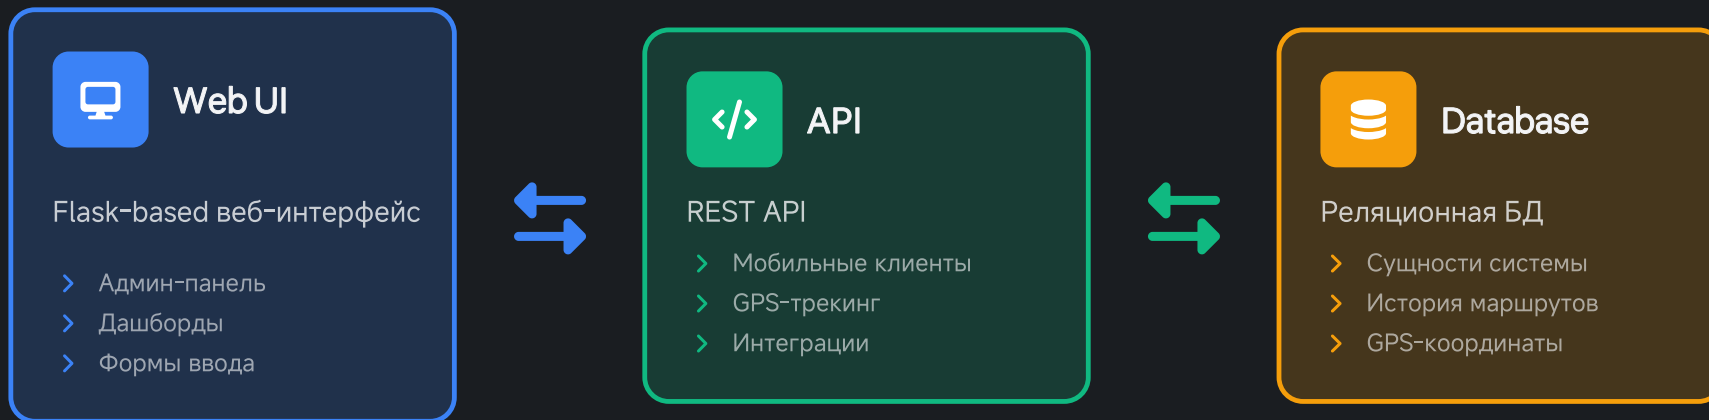 Web UI
Flask-based веб-интерфейс
Админ-панель
Дашборды
Формы ввода
API
REST API
Мобильные клиенты
GPS-трекинг
Интеграции
Database
Реляционная БД
Сущности системы
История маршрутов
GPS-координаты